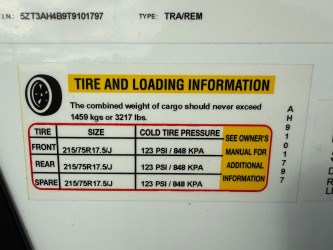 I.N.: 5ZT3AH4B9T9101797 TYPE: TRA/REM
TIRE AND LOADING INFORMATION
The combined weight of cargo should never exceed
1459 kgs or 3217 lbs.
TIRE SIZE COLD TIRE PRESSURE SEE OWNER'S MANUAL FOR ADDITIONAL INFORMATION
FRONT 215/75R17.5/J 123 PSI / 848 KPA
REAR 215/75R17.5/J 123 PSI / 848 KPA
SPARE 215/75R17.5/J 123 PSI / 848 KPA
AH9101797